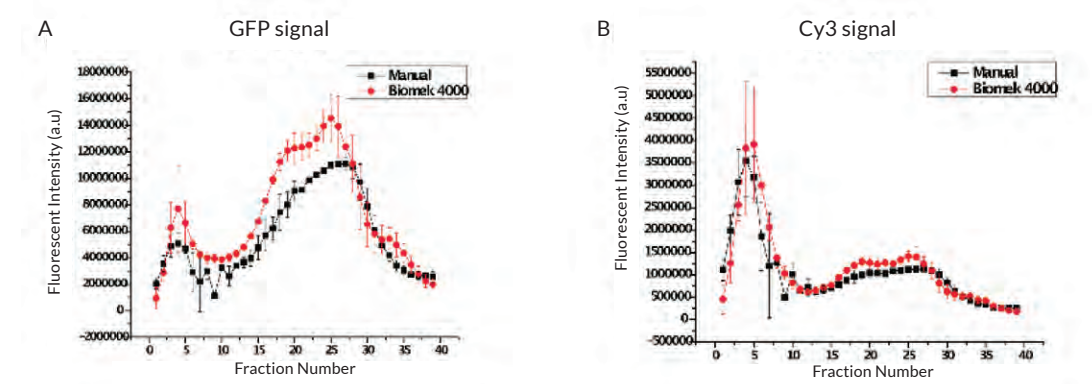 A
GFP signal
Fluorescent Intensity (a.u)
18000000
16000000
14000000
12000000
10000000
8000000
6000000
4000000
2000000
0
-2000000
0 5 10 15 20 25 30 35 40
Fraction Number
Manual
Biomek 4000
B
Cy3 signal
Fluorescent Intensity (a.u)
5500000
5000000
4500000
4000000
3500000
3000000
2500000
2000000
1500000
1000000
500000
0
-500000
0 5 10 15 20 25 30 35 40
Fraction Number
Manual
Biomek 4000